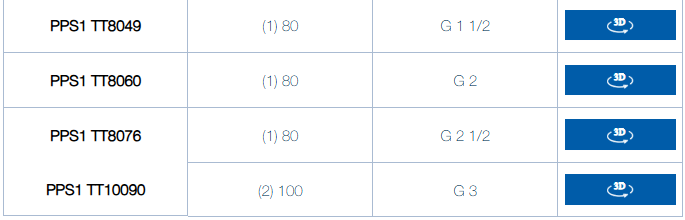 PPS1 TT8049 (1) 80 G 1 1/2 3D
PPS1 TT8060 (1) 80 G 2 3D
PPS1 TT8076 (1) 80 G 2 1/2 3D
PPS1 TT10090 (2) 100 G 3 3D